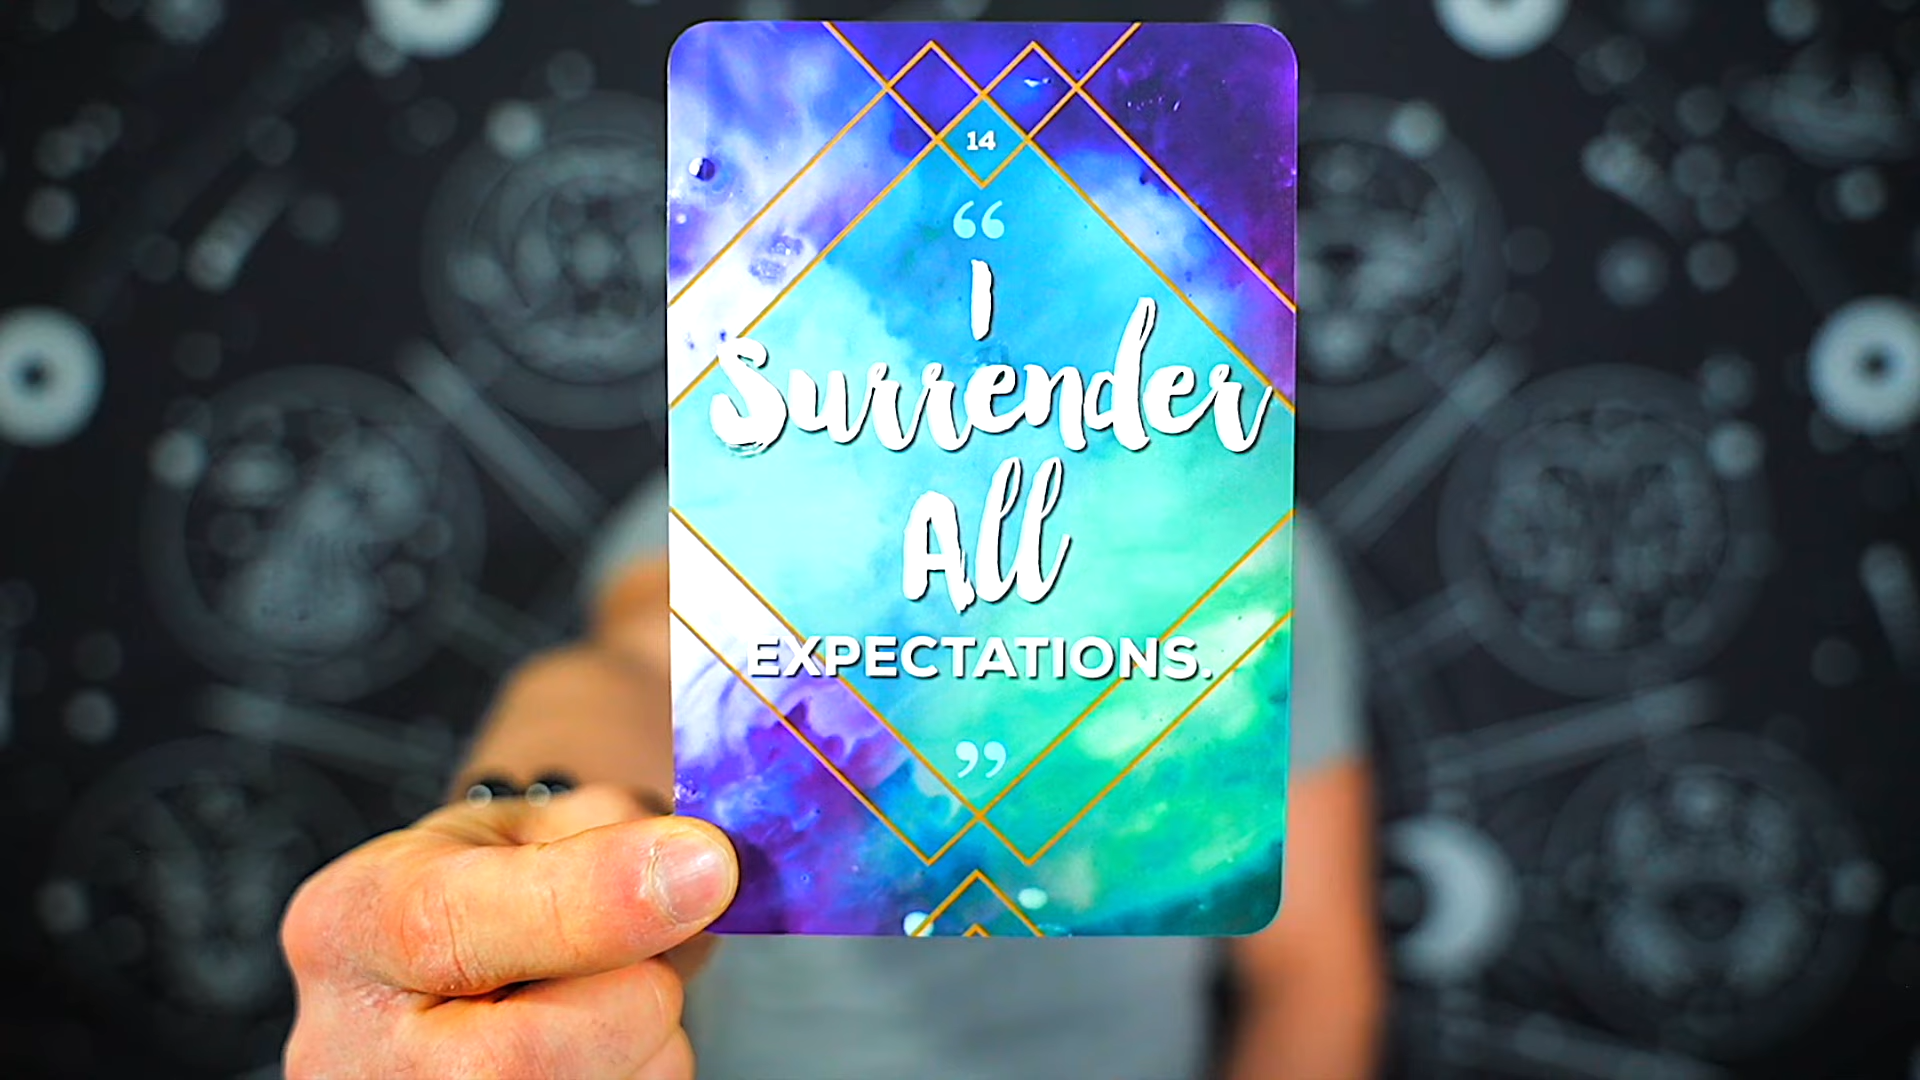 14
“
I
Surrender
All
EXPECTATIONS.
”